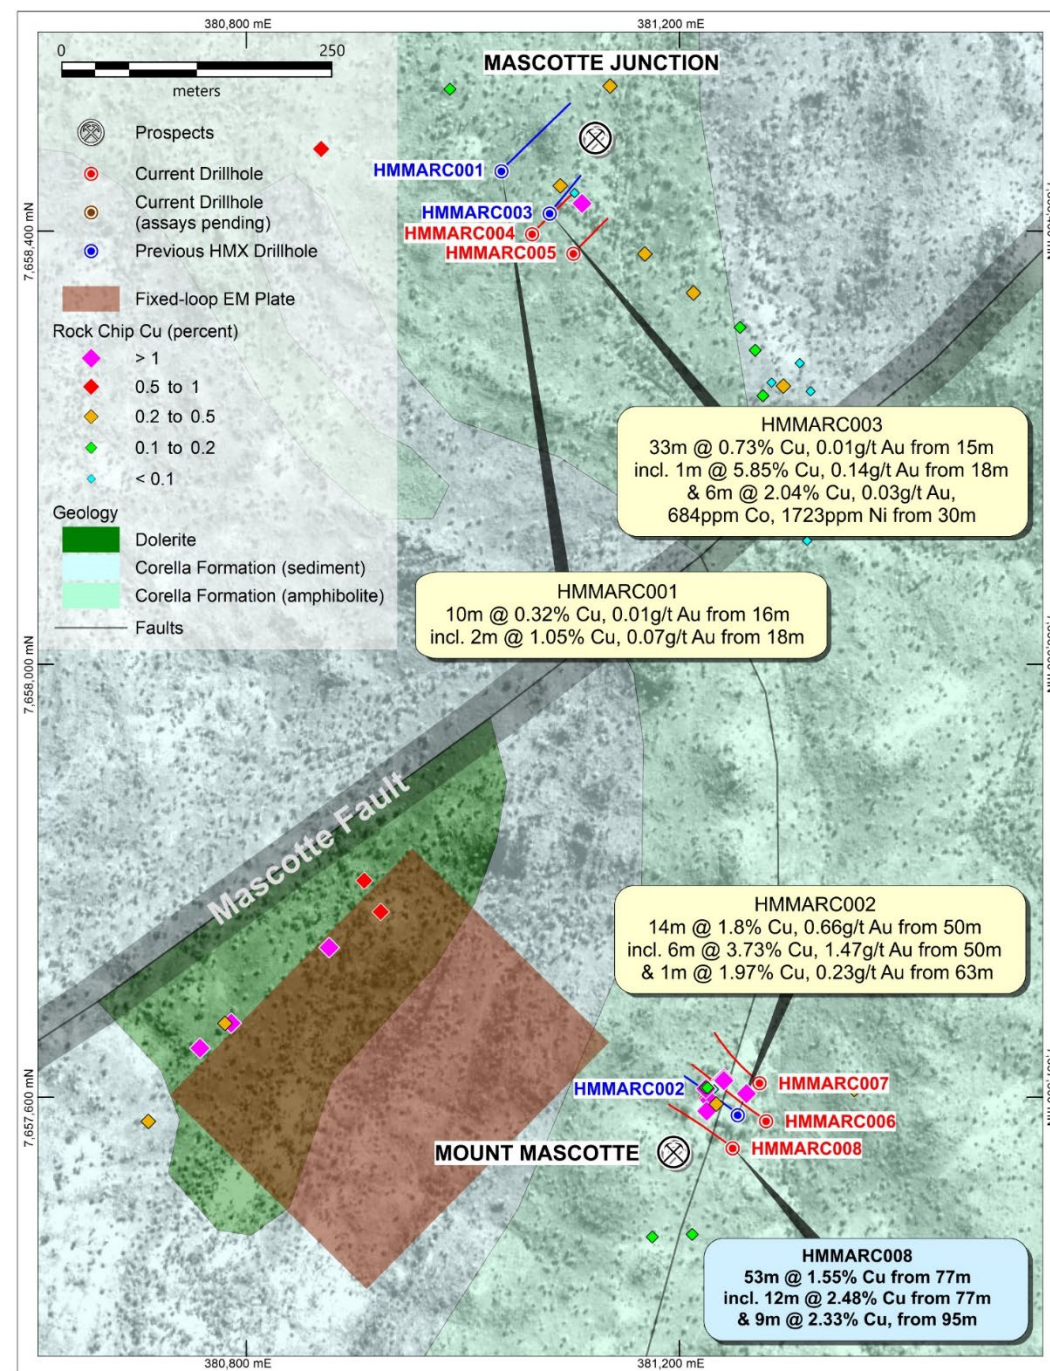 380,800 mE
381,200 mE
0 250
meters
Prospects
Current Drillhole
Current Drillhole
(assays pending)
Previous HMX Drillhole
Fixed-loop EM Plate
Rock Chip Cu (percent)
> 1
0.5 to 1
0.2 to 0.5
0.1 to 0.2
< 0.1
Geology
Dolerite
Corella Formation (sediment)
Corella Formation (amphibolite)
Faults
7,658,400 mN
7,658,000 mN
7,657,600 mN
MASCOTTE JUNCTION
HMMARC001
HMMARC003
HMMARC004
HMMARC005
HMMARC003
33m @ 0.73% Cu, 0.01g/t Au from 15m
incl. 1m @ 5.85% Cu, 0.14g/t Au from 18m
& 6m @ 2.04% Cu, 0.03g/t Au,
684ppm Co, 1723ppm Ni from 30m
HMMARC001
10m @ 0.32% Cu, 0.01g/t Au from 16m
incl. 2m @ 1.05% Cu, 0.07g/t Au from 18m
Mascotte Fault
HMMARC002
14m @ 1.8% Cu, 0.66g/t Au from 50m
incl. 6m @ 3.73% Cu, 1.47g/t Au from 50m
& 1m @ 1.97% Cu, 0.23g/t Au from 63m
HMMARC002
HMMARC007
HMMARC006
HMMARC008
MOUNT MASCOTTE
HMMARC008
53m @ 1.55% Cu from 77m
incl. 12m @ 2.48% Cu from 77m
& 9m @ 2.33% Cu, from 95m
380,800 mE
381,200 mE